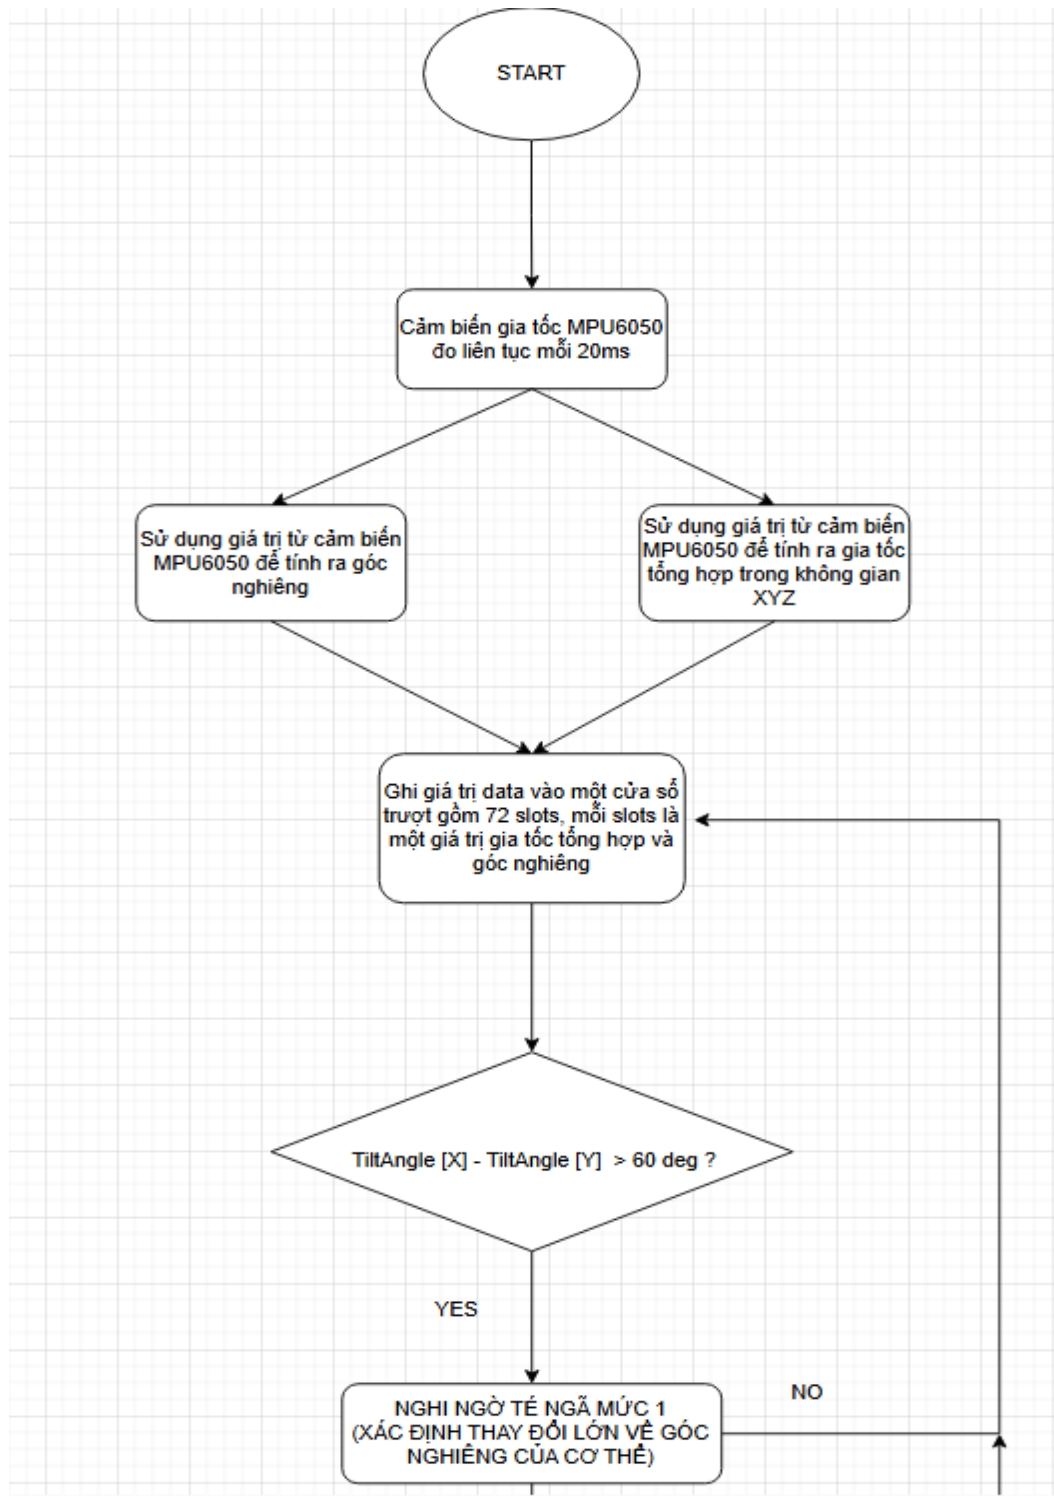 START
Cảm biến gia tốc MPU6050
đo liên tục mỗi 20ms
Sử dụng giá trị từ cảm biến
MPU6050 để tính ra góc
nghiêng
Sử dụng giá trị từ cảm biến
MPU6050 để tính ra gia tốc
tổng hợp trong không gian
XYZ
Ghi giá trị data vào một cửa sổ
trượt gồm 72 slots, mỗi slots là
một giá trị gia tốc tổng hợp và
góc nghiêng
TiltAngle [X] - TiltAngle [Y] > 60 deg ?
YES
NO
NGHI NGỜ TÉ NGÃ MỨC 1
(XÁC ĐỊNH THAY ĐỔI LỚN VỀ GÓC
NGHIÊNG CỦA CƠ THỂ)